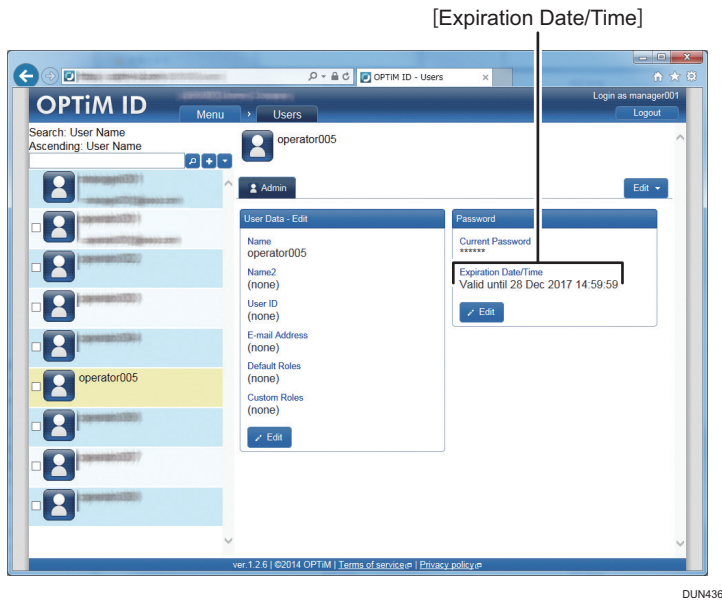 [Expiration Date/Time]
OPTiM ID - Users
×
OPTiM ID
Login as manager001
Menu
Users
Logout
Search: User Name
Ascending: User Name
operator005
Admin
Edit
User Data - Edit
Name
operator005
Name2
(none)
User ID
(none)
E-mail Address
(none)
Default Roles
(none)
Custom Roles
(none)
Edit
Password
Current Password
******
Expiration Date/Time
Valid until 28 Dec 2017 14:59:59
Edit
operator005
ver.1.2.6 | ©2014 OPTiM | Terms of service | Privacy policy
DUN436